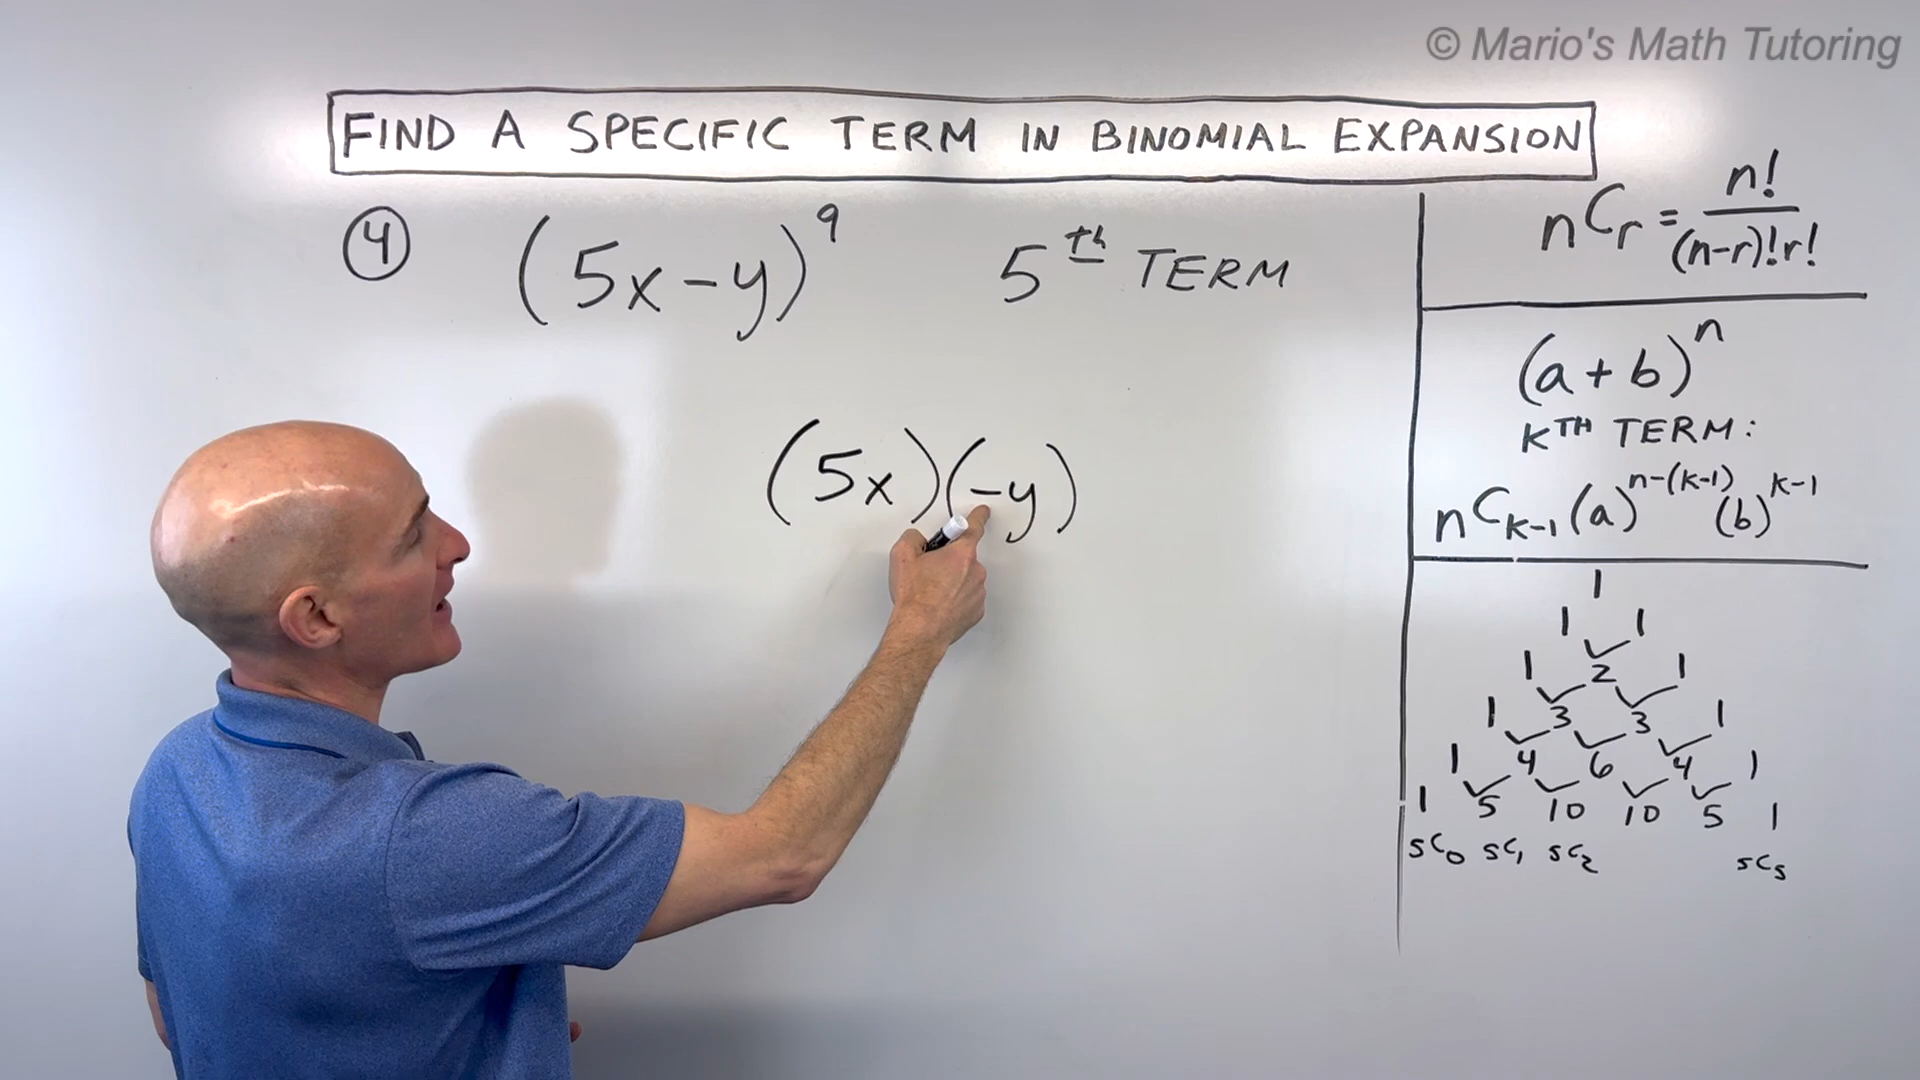 © Mario's Math Tutoring
FIND A SPECIFIC TERM IN BINOMIAL EXPANSION
④ (5x-y)⁹ 5th TERM
(5x)(-y)
nCr = n!/(n-r)!r!
(a+b)ⁿ
KTH TERM:
nCk-1 (a)^n-(k-1) (b)^k-1
1
1 1
1 2 1
1 3 3 1
1 4 6 4 1
1 5 10 10 5 1
5C0 5C1 5C2 5C5